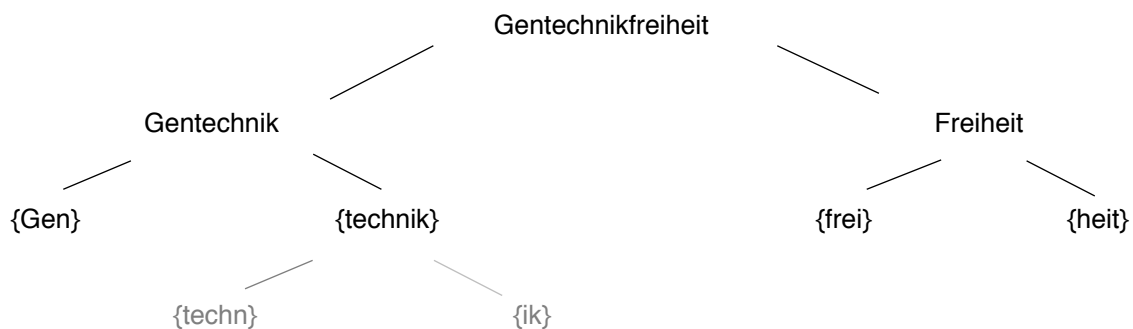 Gentechnikfreiheit
Gentechnik Freiheit
{Gen} {technik} {frei} {heit}
{techn} {ik}